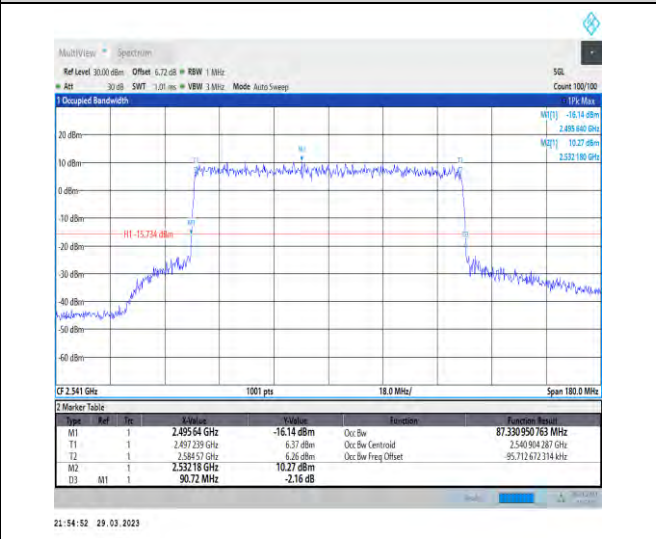 MultiView Spectrum
Ref Level 30.00 dBm Offset 6.72 dB RBW 1 MHz SGL
Att 30 dB SWT 1.01 ms VBW 3 MHz Mode Auto Sweep Count 100/100
1 Occupied Bandwidth 1Pk Max
M1[1] -16.14 dBm
2.495 640 GHz
M2[1] 10.27 dBm
2.532 180 GHz
20 dBm
M2
10 dBm
0 dBm
-10 dBm
M1
H1 -15.734 dBm
-20 dBm
-30 dBm
-40 dBm
-50 dBm
-60 dBm
CF 2.541 GHz 1001 pts 18.0 MHz/ Span 180.0 MHz
2 Marker Table
Type Ref Trc X-Value Y-Value Function Function Result
M1 1 2.49564 GHz -16.14 dBm Occ Bw 87.330 950 763 MHz
T1 1 2.497 239 GHz 6.37 dBm Occ Bw Centroid 2.540 904 287 GHz
T2 1 2.584 57 GHz 6.26 dBm Occ Bw Freq Offset -95.712 672 314 kHz
M2 1 2.53218 GHz 10.27 dBm
D3 M1 1 90.72 MHz -2.16 dB
21:54:52 29.03.2023